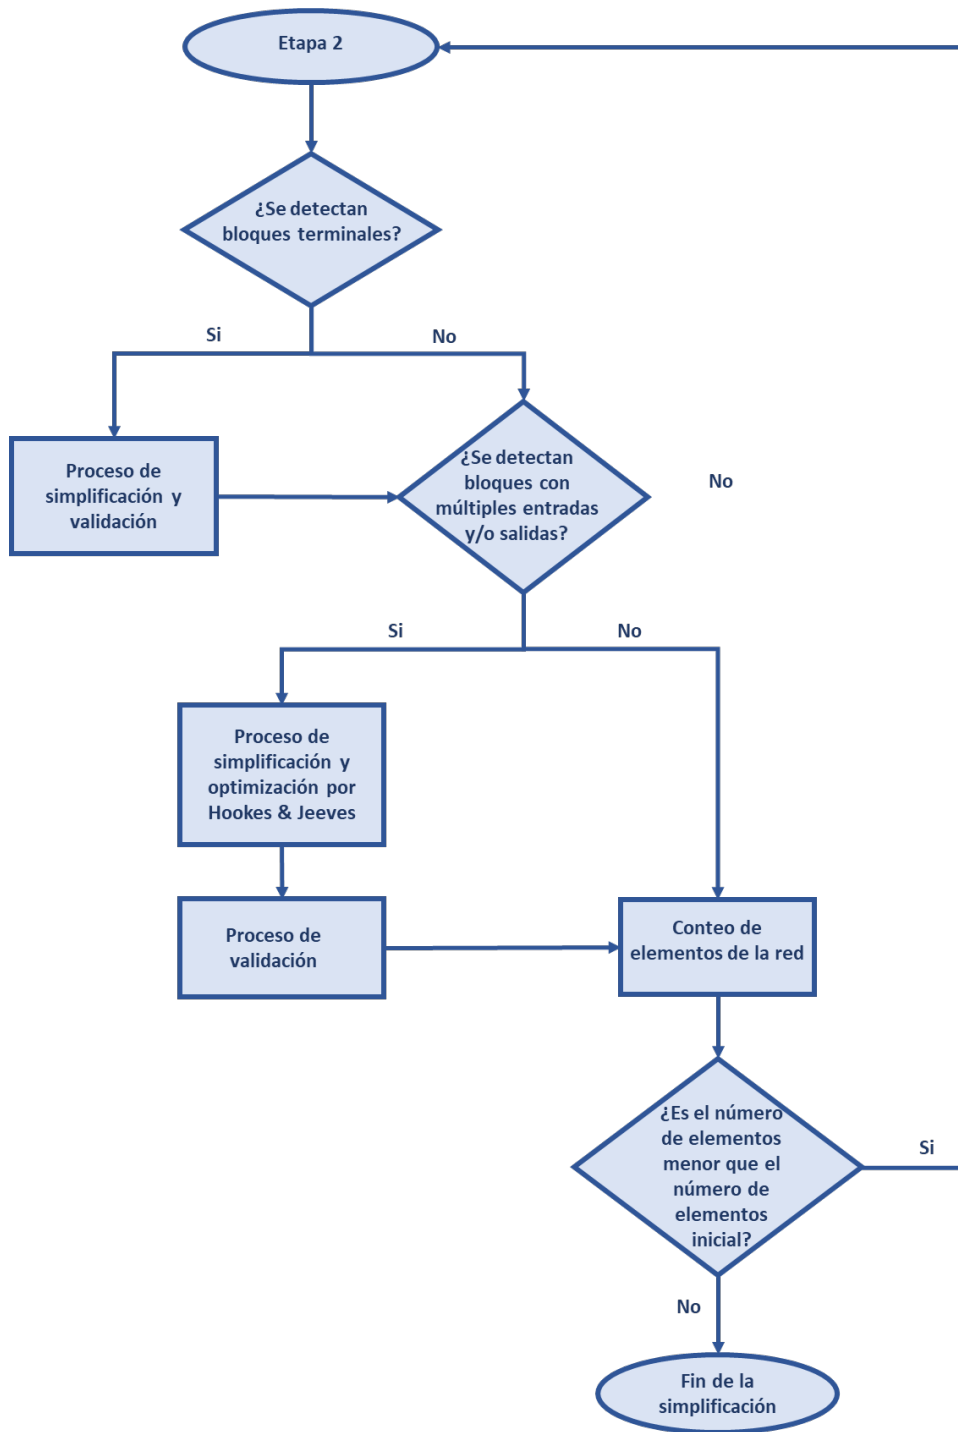 Etapa 2
¿Se detectan
bloques terminales?
Si
No
Proceso de
simplificación y
validación
¿Se detectan
bloques con
múltiples entradas
y/o salidas?
No
Si
No
Proceso de
simplificación y
optimización por
Hookes & Jeeves
Proceso de
validación
Conteo de
elementos de la red
¿Es el número
de elementos
menor que el
número de
elementos
inicial?
Si
No
Fin de la
simplificación